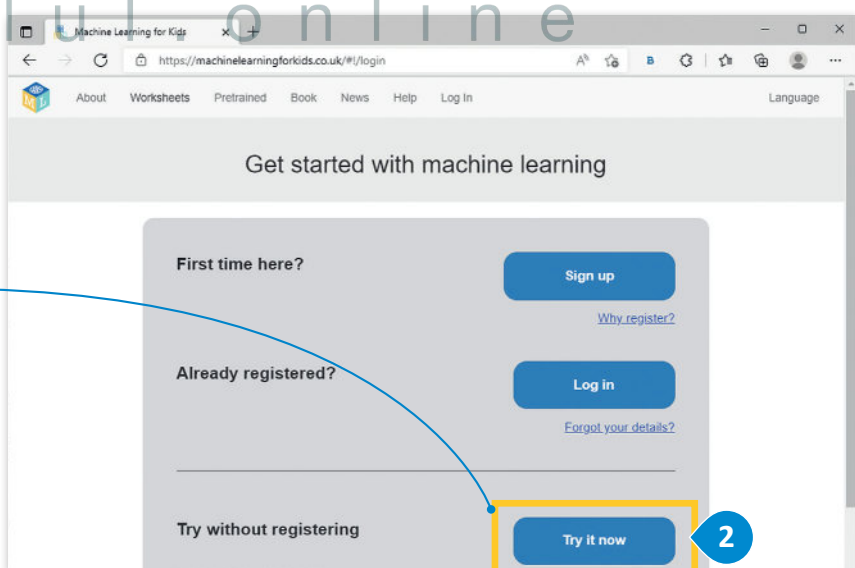 lul.online
Machine Learning for Kids
https://machinelearningforkids.co.uk/#!/login
About Worksheets Pretrained Book News Help Log In Language
Get started with machine learning
First time here?
Sign up
Why register?
Already registered?
Log in
Forgot your details?
Try without registering
Try it now
2